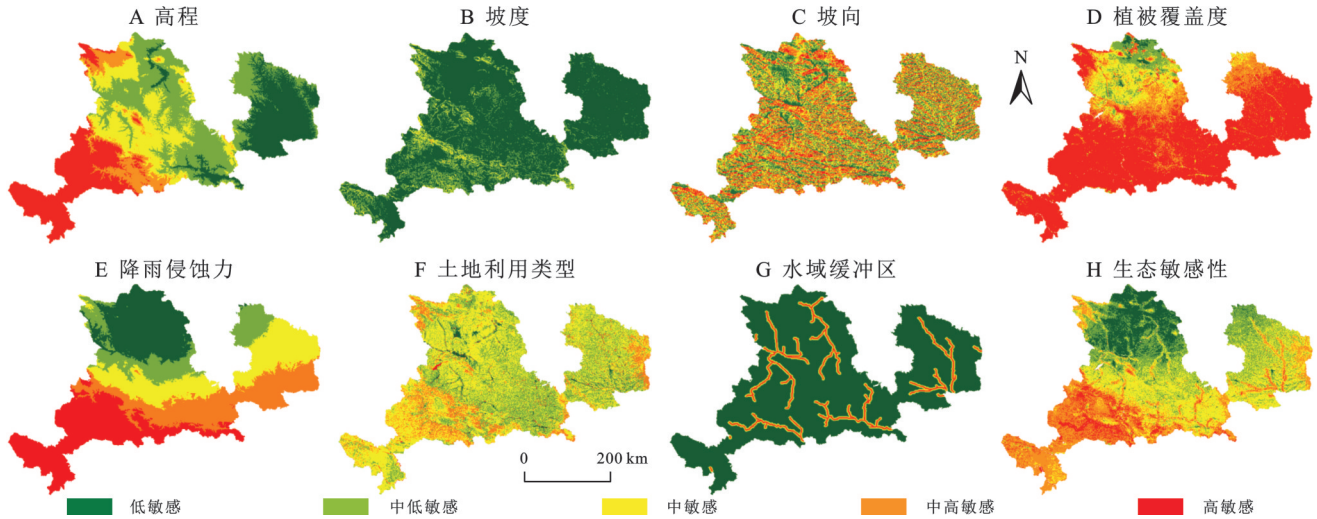 A 高程
B 坡度
C 坡向
D 植被覆盖度
N
E 降雨侵蚀力
F 土地利用类型
G 水域缓冲区
H 生态敏感性
0 200 km
低敏感
中低敏感
中敏感
中高敏感
高敏感